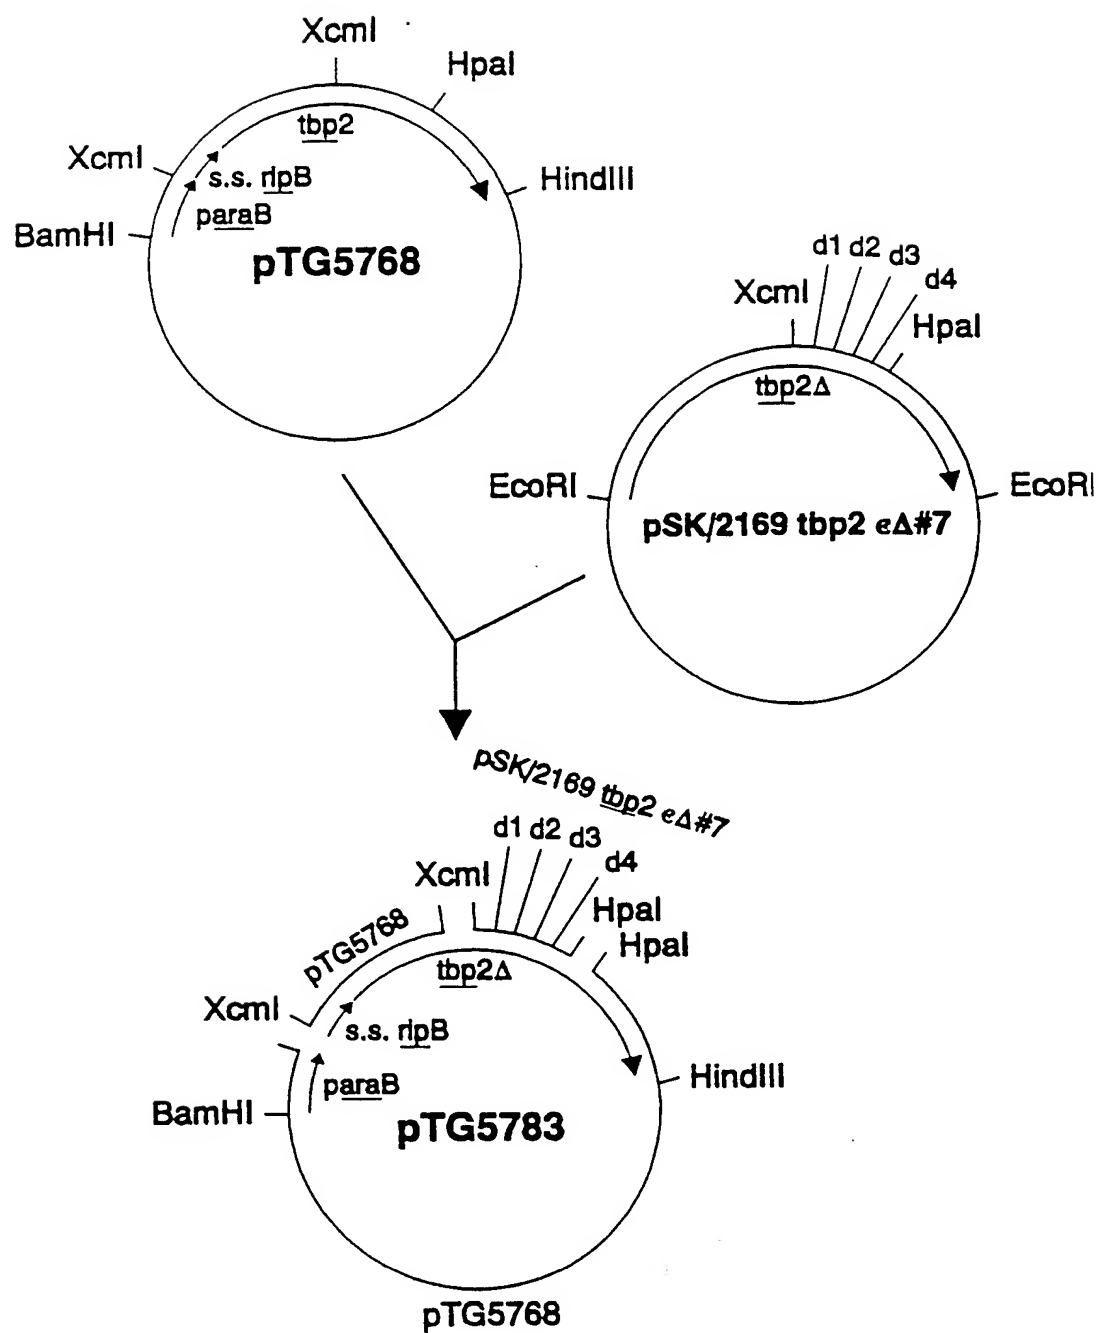 XcmI
HpaI
tbp2
XcmI
s.s. rlpB
HindIII
paraB
BamHI
pTG5768
d1 d2 d3
d4
XcmI
HpaI
tbp2Δ
EcoRI
EcoRI
pSK/2169 tbp2 eΔ#7
pSK/2169 tbp2 eΔ#7
d1 d2 d3
d4
XcmI
HpaI
HpaI
pTG5768
tbp2Δ
XcmI
s.s. rlpB
paraB
HindIII
BamHI
pTG5783
pTG5768